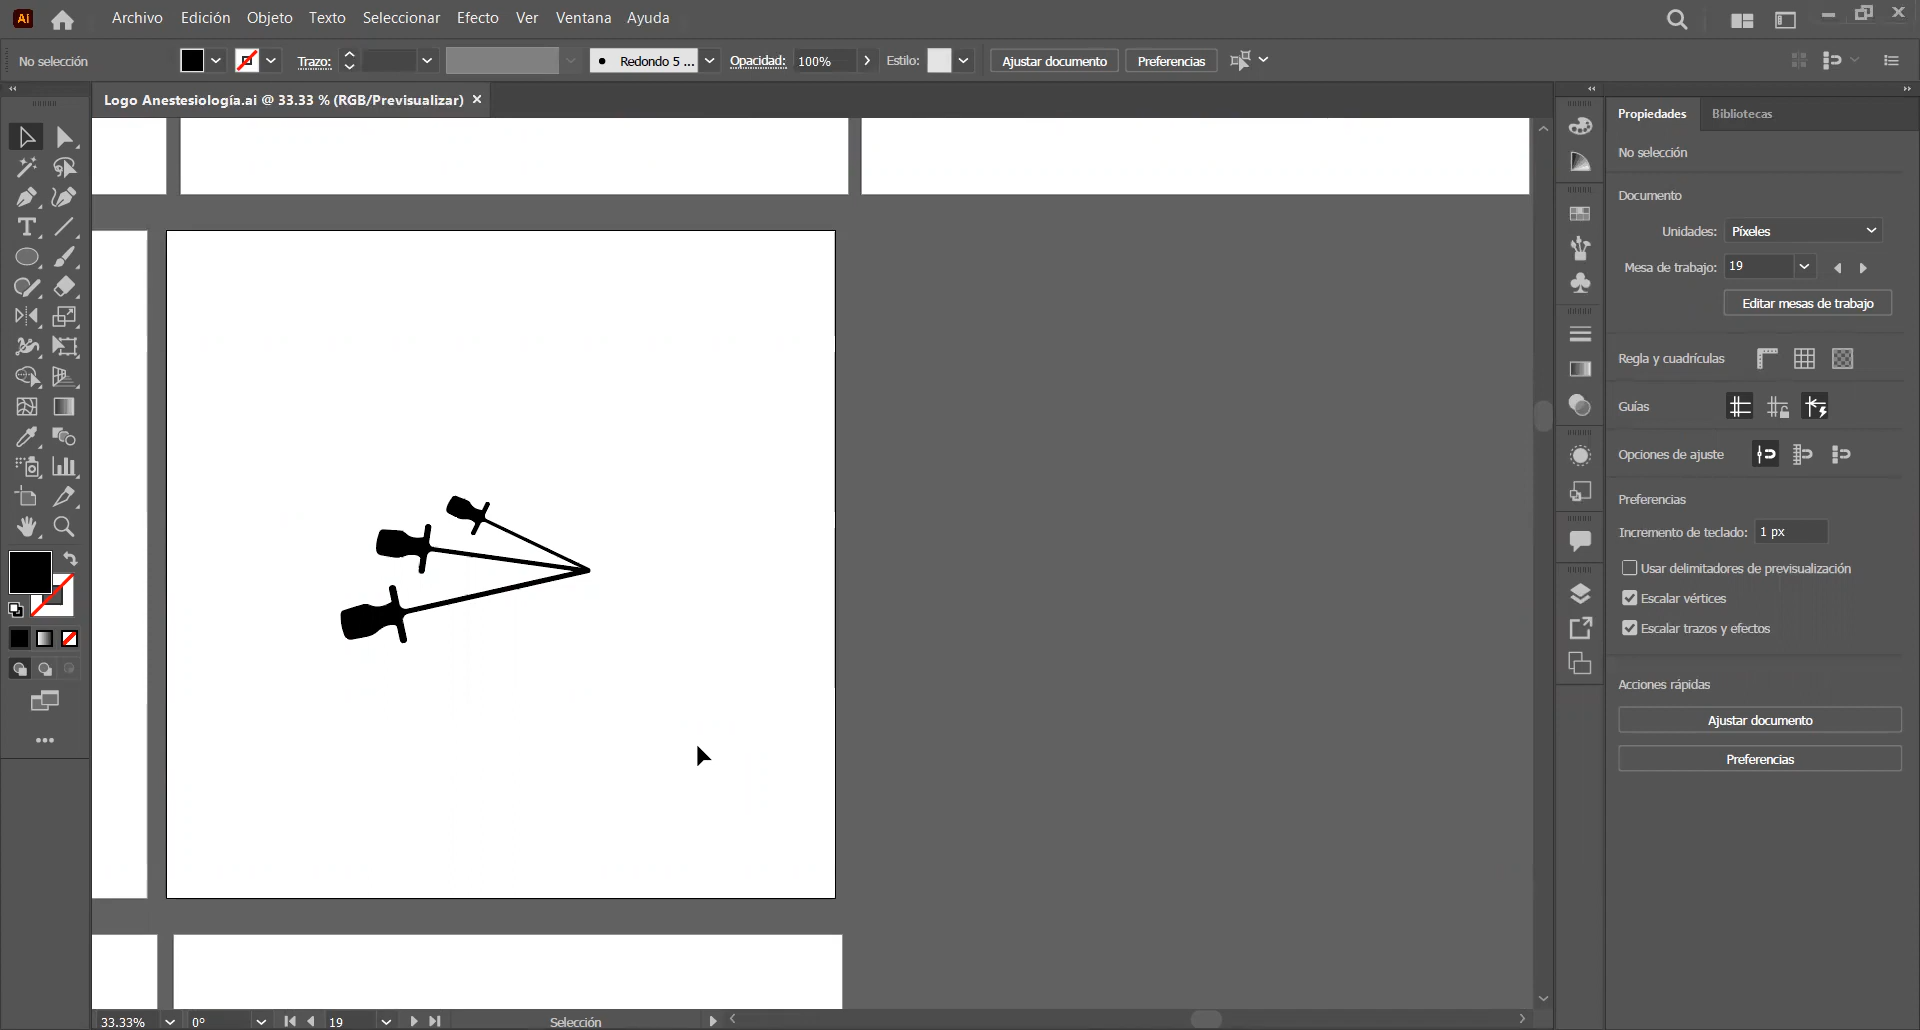 Ai Archivo Edición Objeto Texto Seleccionar Efecto Ver Ventana Ayuda
No selección Trazo: Redondo 5 ... Opacidad: 100% Estilo: Ajustar documento Preferencias
Logo Anestesiología.ai @ 33.33 % (RGB/Previsualizar) ×
Propiedades Bibliotecas
No selección
Documento
Unidades: Píxeles
Mesa de trabajo: 19
Editar mesas de trabajo
Regla y cuadrículas
Guías
Opciones de ajuste
Preferencias
Incremento de teclado: 1 px
Usar delimitadores de previsualización
Escalar vértices
Escalar trazos y efectos
Acciones rápidas
Ajustar documento
Preferencias
33.33% 0° 19 Selección